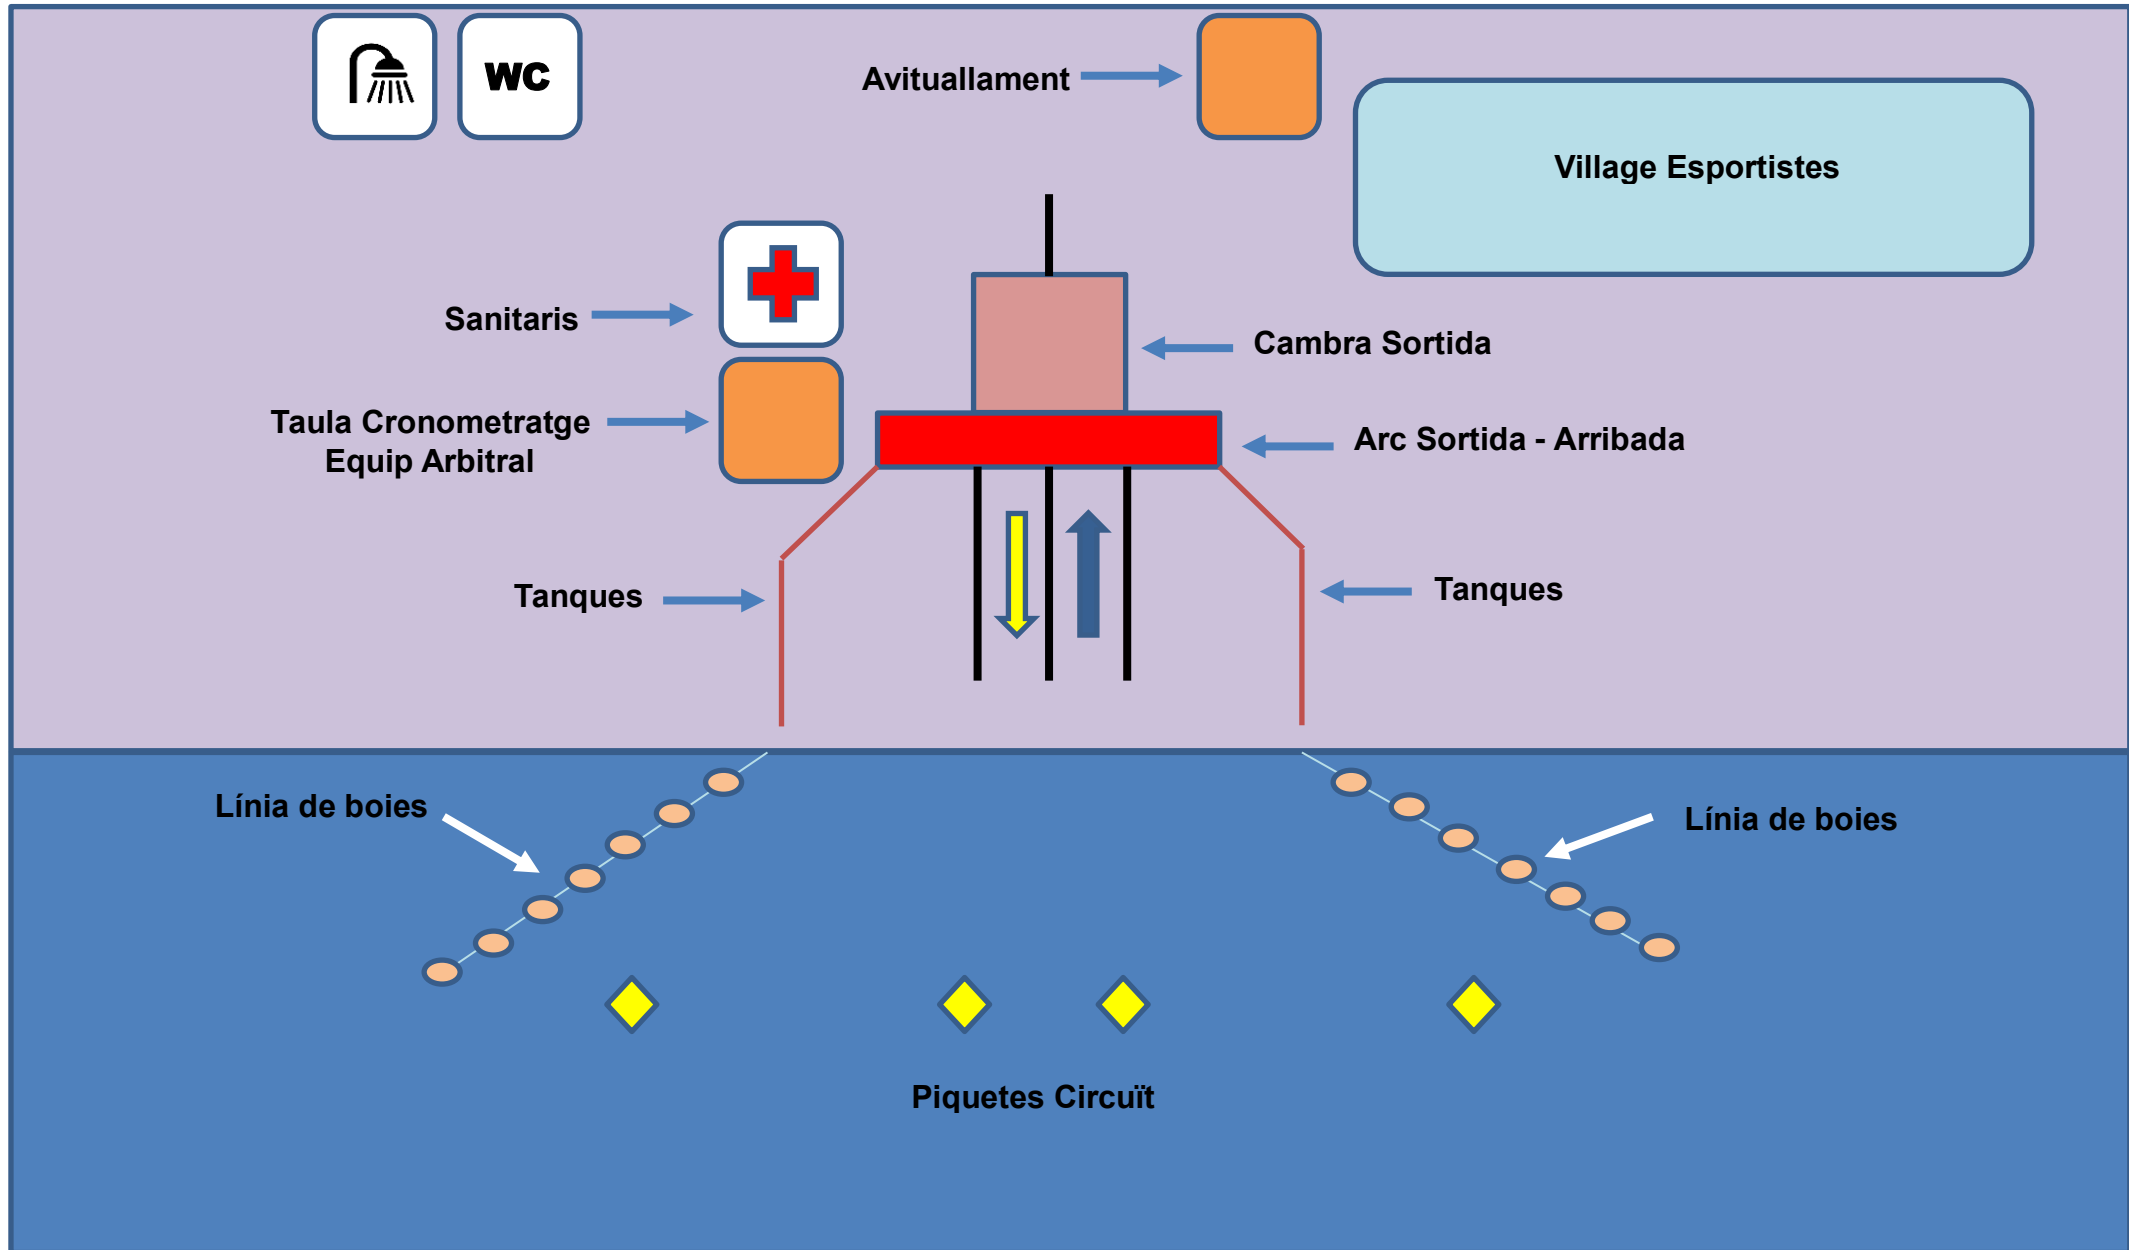 WC
Avituallament
Village Esportistes
Sanitaris
Cambra Sortida
Taula Cronometratge
Equip Arbitral
Arc Sortida - Arribada
Tanques
Tanques
Línia de boies
Línia de boies
Piquetes Circuït